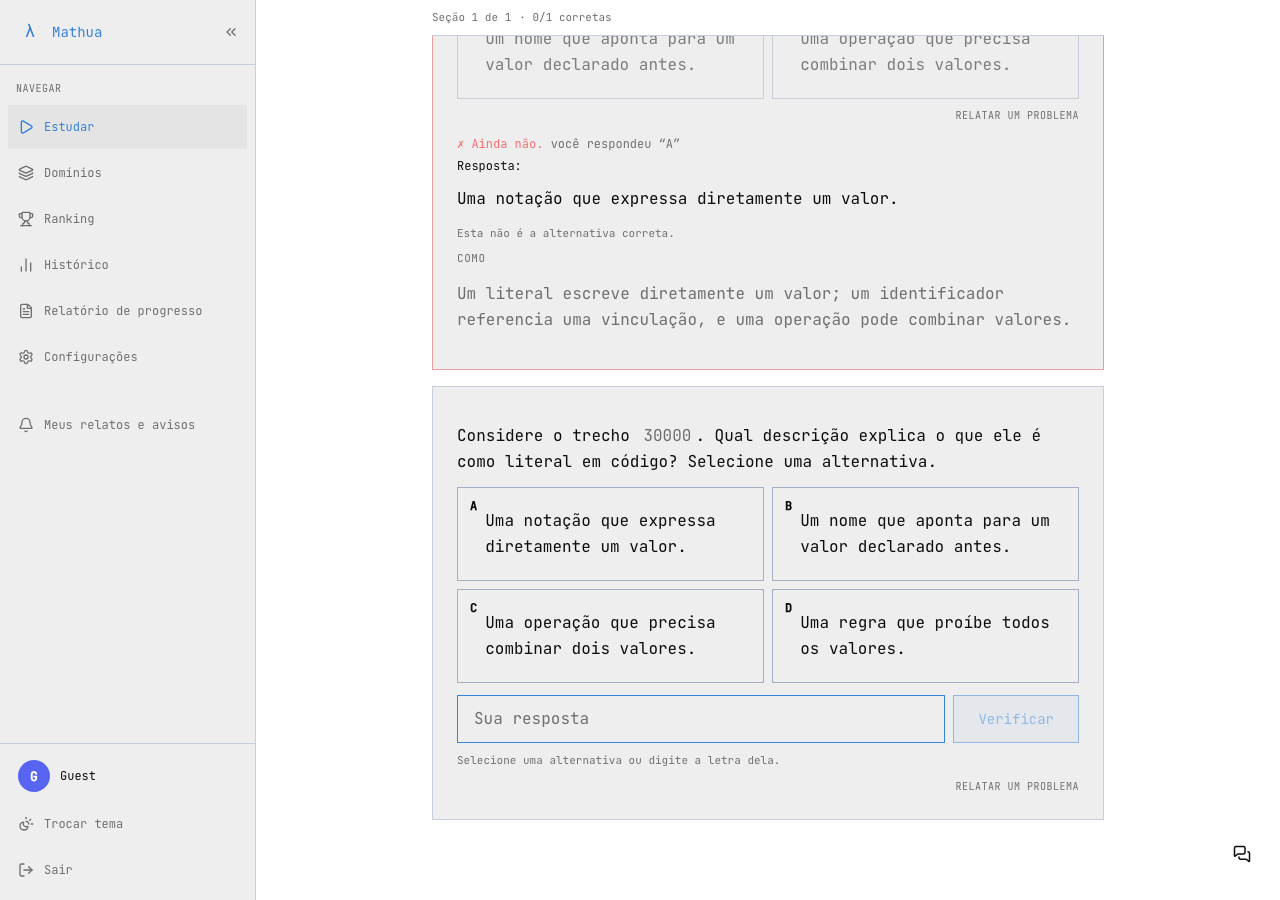 λ Mathua
NAVEGAR
Estudar
Domínios
Ranking
Histórico
Relatório de progresso
Configurações
Meus relatos e avisos
G Guest
Trocar tema
Sair
Seção 1 de 1 · 0/1 corretas
Um nome que aponta para um
valor declarado antes.
Uma operação que precisa
combinar dois valores.
RELATAR UM PROBLEMA
✗ Ainda não. você respondeu “A”
Resposta:
Uma notação que expressa diretamente um valor.
Esta não é a alternativa correta.
COMO
Um literal escreve diretamente um valor; um identificador
referencia uma vinculação, e uma operação pode combinar valores.
Considere o trecho 30000. Qual descrição explica o que ele é
como literal em código? Selecione uma alternativa.
A
Uma notação que expressa
diretamente um valor.
B
Um nome que aponta para um
valor declarado antes.
C
Uma operação que precisa
combinar dois valores.
D
Uma regra que proíbe todos
os valores.
Sua resposta
Verificar
Selecione uma alternativa ou digite a letra dela.
RELATAR UM PROBLEMA